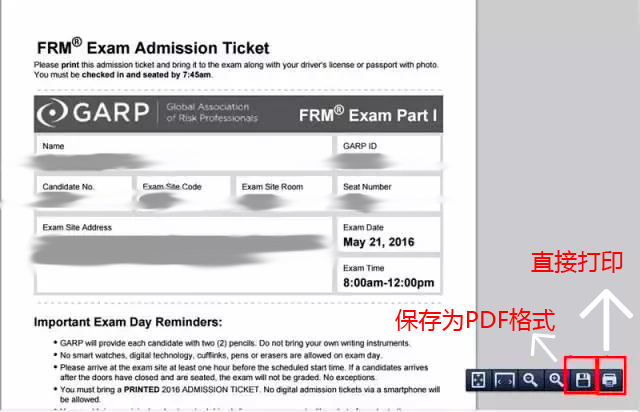 FRM® Exam Admission Ticket
Please print this admission ticket and bring it to the exam along with your driver's license or passport with photo.
You must be checked in and seated by 7:45am.
GARP
Global Association
of Risk Professionals
FRM® Exam Part I
Name
GARP ID
Candidate No.
Exam Site Code
Exam Site Room
Seat Number
Exam Site Address
Exam Date
May 21, 2016
Exam Time
8:00am-12:00pm
直接打印
保存为PDF格式
Important Exam Day Reminders:
• GARP will provide each candidate with two (2) pencils. Do not bring your own writing instruments.
• No smart watches, digital technology, cufflinks, pens or erasers are allowed on exam day.
• Please arrive at the exam site at least one hour before the scheduled start time. If a candidates arrives
after the doors have closed and are seated, the exam will not be graded. No exceptions.
• You must bring a PRINTED 2016 ADMISSION TICKET. No digital admission tickets via a smartphone will
be allowed.